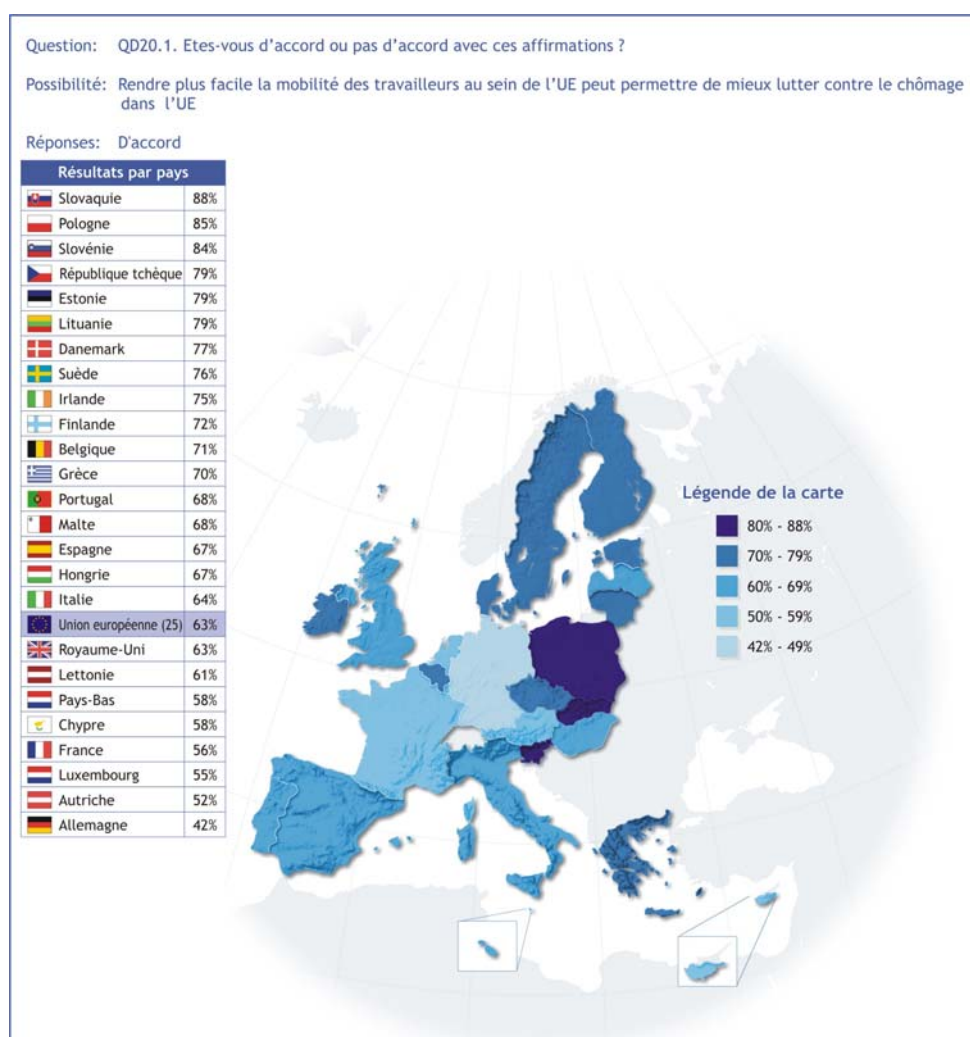 Question: QD20.1. Etes-vous d'accord ou pas d'accord avec ces affirmations ?
Possibilité: Rendre plus facile la mobilité des travailleurs au sein de l'UE peut permettre de mieux lutter contre le chômage
dans l'UE
Réponses: D'accord
Résultats par pays
Slovaquie 88%
Pologne 85%
Slovénie 84%
République tchèque 79%
Estonie 79%
Lituanie 79%
Danemark 77%
Suède 76%
Irlande 75%
Finlande 72%
Belgique 71%
Grèce 70%
Portugal 68%
Malte 68%
Espagne 67%
Hongrie 67%
Italie 64%
Union européenne (25) 63%
Royaume-Uni 63%
Lettonie 61%
Pays-Bas 58%
Chypre 58%
France 56%
Luxembourg 55%
Autriche 52%
Allemagne 42%
Légende de la carte
80% - 88%
70% - 79%
60% - 69%
50% - 59%
42% - 49%